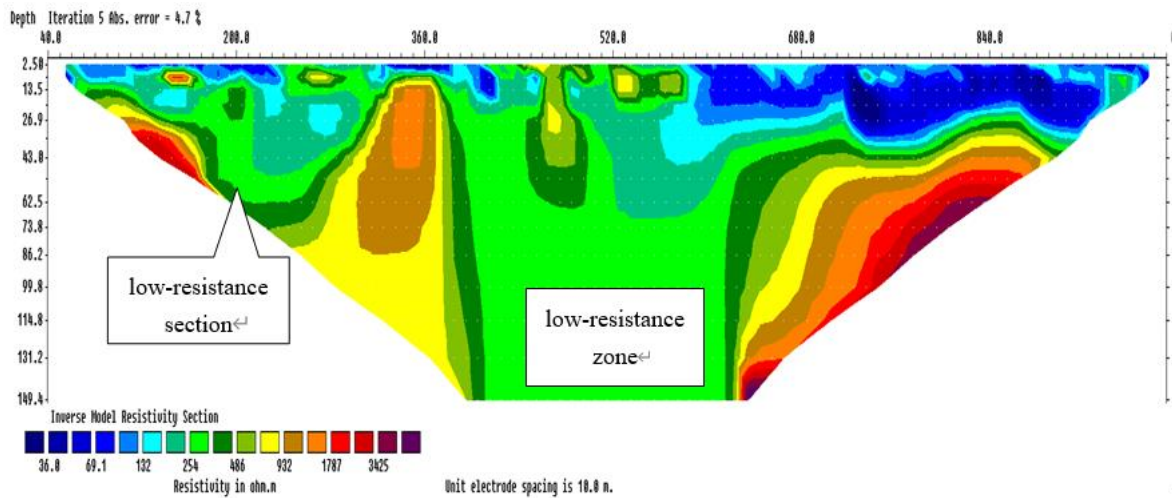 Depth Iteration 5 Abs. error = 4.7 %
40.0 200.0 360.0 520.0 680.0 840.0
2.50
13.5
26.9
43.8
62.5
73.8
86.2
99.8
114.8
131.2
149.4
low-resistance
section↵
low-resistance
zone↵
Inverse Model Resistivity Section
36.0 69.1 132 254 486 932 1787 3425
Resistivity in ohm.m
Unit electrode spacing is 10.0 m.